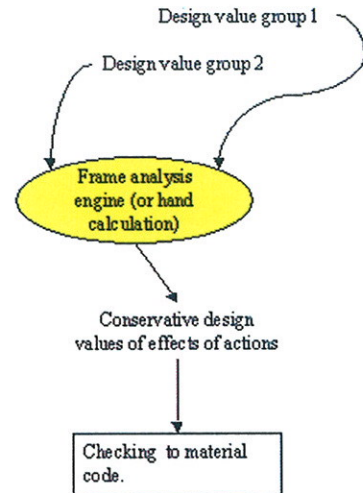 Design value group 1
Design value group 2
Frame analysis
engine (or hand
calculation)
Conservative design
values of effects of actions
Checking to material
code.